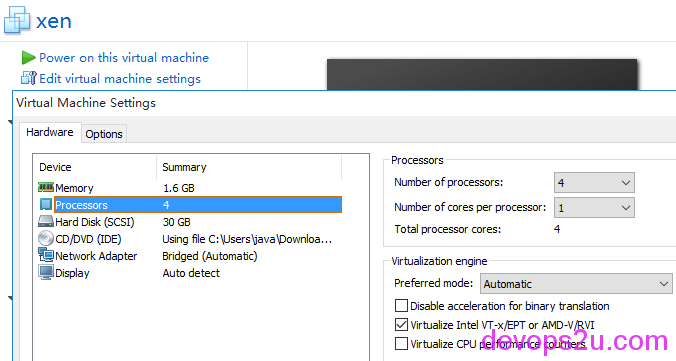 xen
Power on this virtual machine
Edit virtual machine settings
Virtual Machine Settings
Hardware Options
Device Summary
Memory 1.6 GB
Processors 4
Hard Disk (SCSI) 30 GB
CD/DVD (IDE) Using file C:\Users\java\Downloa...
Network Adapter Bridged (Automatic)
Display Auto detect
Processors
Number of processors: 4
Number of cores per processor: 1
Total processor cores: 4
Virtualization engine
Preferred mode: Automatic
Disable acceleration for binary translation
Virtualize Intel VT-x/EPT or AMD-V/RVI
Virtualize CPU performance counters
devops2u.com